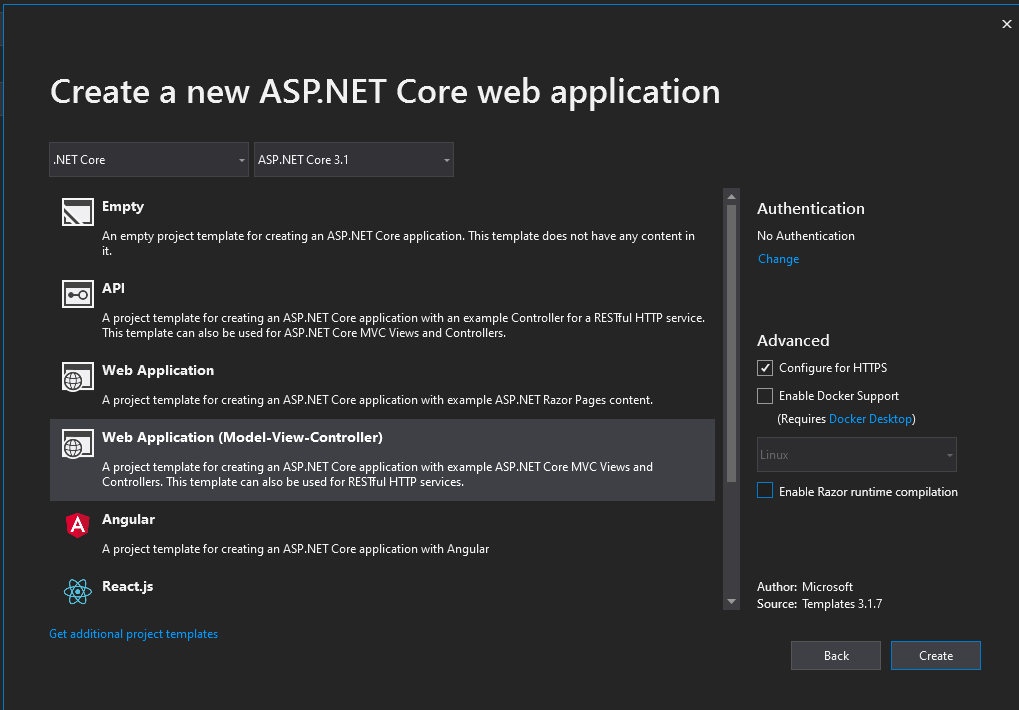 Create a new ASP.NET Core web application
.NET Core
ASP.NET Core 3.1
Empty
An empty project template for creating an ASP.NET Core application. This template does not have any content in
it.
API
A project template for creating an ASP.NET Core application with an example Controller for a RESTful HTTP service.
This template can also be used for ASP.NET Core MVC Views and Controllers.
Web Application
A project template for creating an ASP.NET Core application with example ASP.NET Razor Pages content.
Web Application (Model-View-Controller)
A project template for creating an ASP.NET Core application with example ASP.NET Core MVC Views and
Controllers. This template can also be used for RESTful HTTP services.
Angular
A project template for creating an ASP.NET Core application with Angular
React.js
Get additional project templates
Authentication
No Authentication
Change
Advanced
Configure for HTTPS
Enable Docker Support
(Requires Docker Desktop)
Linux
Enable Razor runtime compilation
Author: Microsoft
Source: Templates 3.1.7
Back
Create